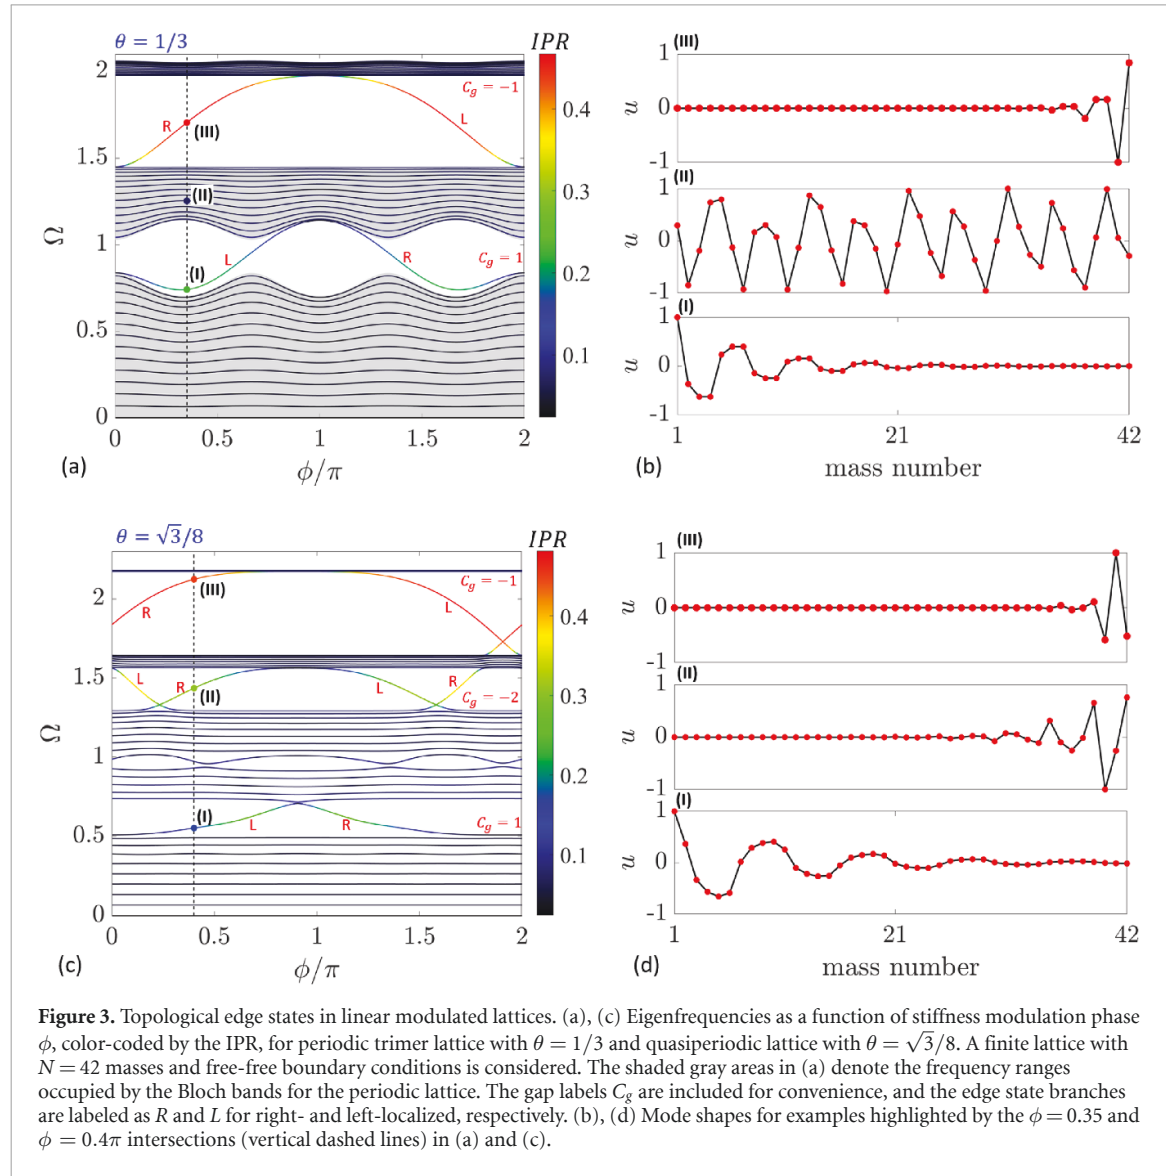 θ = 1/3
IPR
2
1.5
Ω
1
0.5
0
C_g = −1
R
L
(III)
(II)
L
R
C_g = 1
(I)
0.4
0.3
0.2
0.1
0 0.5 1 1.5 2
ϕ/π
(a)
(III)
1
u 0
-1
(II)
1
u 0
-1
(I)
1
u 0
-1
1 21 42
mass number
(b)
θ = √3/8
IPR
2
1.5
Ω
1
0.5
0
C_g = −1
R
L
(III)
L
R
(II)
L
R
C_g = −2
(I)
L
R
C_g = 1
0.4
0.3
0.2
0.1
0 0.5 1 1.5 2
ϕ/π
(c)
(III)
1
u 0
-1
(II)
1
u 0
-1
(I)
1
u 0
-1
1 21 42
mass number
(d)
Figure 3. Topological edge states in linear modulated lattices. (a), (c) Eigenfrequencies as a function of stiffness modulation phase
ϕ, color-coded by the IPR, for periodic trimer lattice with θ = 1/3 and quasiperiodic lattice with θ = √3/8. A finite lattice with
N = 42 masses and free-free boundary conditions is considered. The shaded gray areas in (a) denote the frequency ranges
occupied by the Bloch bands for the periodic lattice. The gap labels C_g are included for convenience, and the edge state branches
are labeled as R and L for right- and left-localized, respectively. (b), (d) Mode shapes for examples highlighted by the ϕ = 0.35 and
ϕ = 0.4π intersections (vertical dashed lines) in (a) and (c).